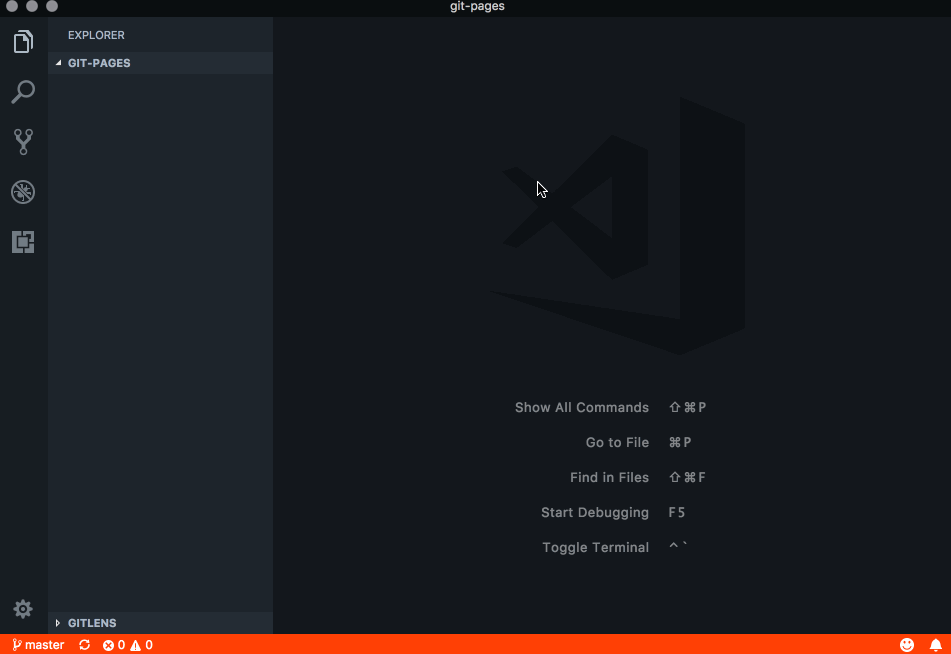 git-pages
EXPLORER
GIT-PAGES
Show All Commands ⇧⌘P
Go to File ⌘P
Find in Files ⇧⌘F
Start Debugging F5
Toggle Terminal ^`
GITLENS
master 0 0